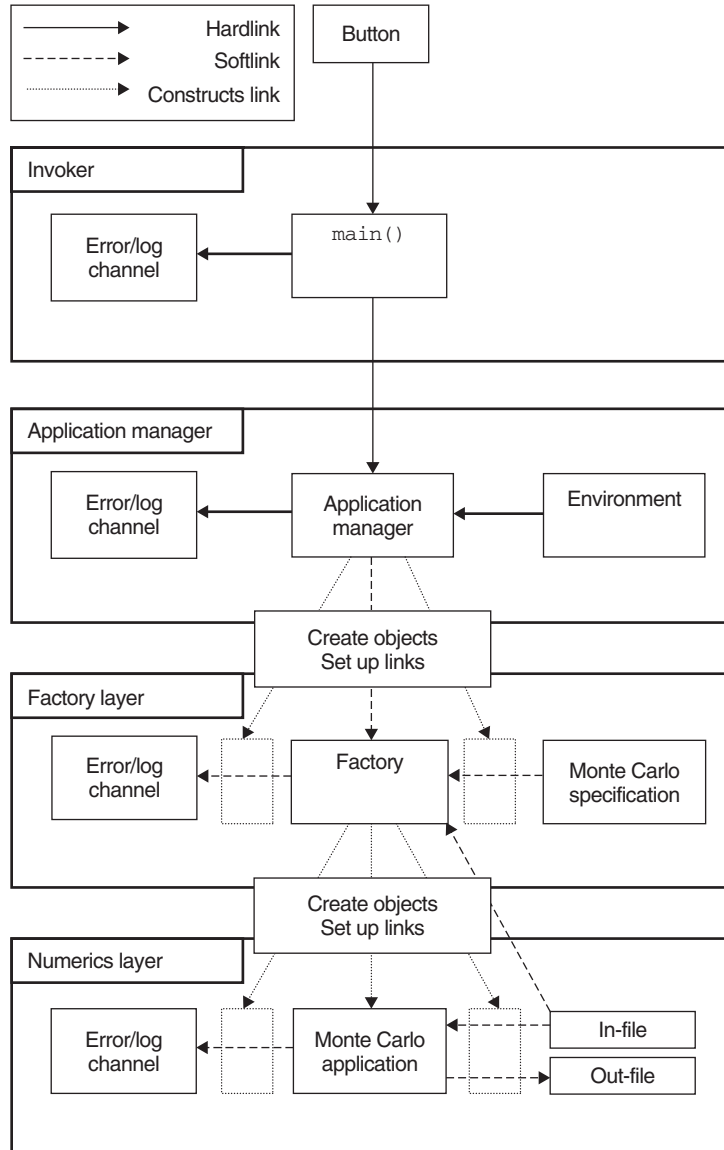 Hardlink
Softlink
Constructs link
Button
Invoker
Error/log
channel
main()
Application manager
Error/log
channel
Application
manager
Environment
Create objects
Set up links
Factory layer
Error/log
channel
Factory
Monte Carlo
specification
Create objects
Set up links
Numerics layer
Error/log
channel
Monte Carlo
application
In-file
Out-file